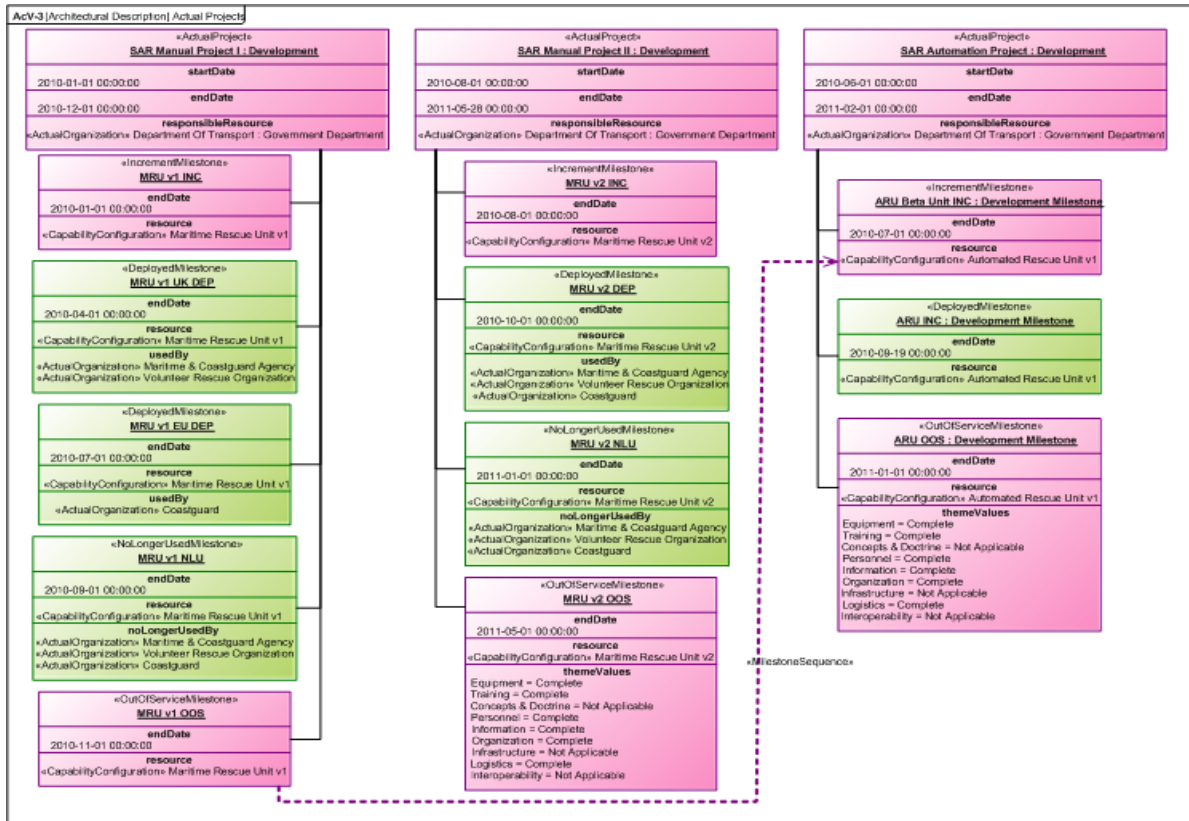 AcV-3 [Architectural Description] Actual Projects
«ActualProject»
SAR Manual Project I : Development
startDate
2010-01-01 00:00:00
endDate
2010-12-01 00:00:00
responsibleResource
«ActualOrganization» Department Of Transport : Government Department
«IncrementMilestone»
MRU v1 INC
endDate
2010-01-01 00:00:00
resource
«CapabilityConfiguration» Maritime Rescue Unit v1
«DeployedMilestone»
MRU v1 UK DEP
endDate
2010-04-01 00:00:00
resource
«CapabilityConfiguration» Maritime Rescue Unit v1
usedBy
«ActualOrganization» Maritime & Coastguard Agency
«ActualOrganization» Volunteer Rescue Organization
«DeployedMilestone»
MRU v1 EU DEP
endDate
2010-07-01 00:00:00
resource
«CapabilityConfiguration» Maritime Rescue Unit v1
usedBy
«ActualOrganization» Coastguard
«NoLongerUsedMilestone»
MRU v1 NLU
endDate
2010-09-01 00:00:00
resource
«CapabilityConfiguration» Maritime Rescue Unit v1
noLongerUsedBy
«ActualOrganization» Maritime & Coastguard Agency
«ActualOrganization» Volunteer Rescue Organization
«ActualOrganization» Coastguard
«OutOfServiceMilestone»
MRU v1 OOS
endDate
2010-11-01 00:00:00
resource
«CapabilityConfiguration» Maritime Rescue Unit v1
«ActualProject»
SAR Manual Project II : Development
startDate
2010-08-01 00:00:00
endDate
2011-05-28 00:00:00
responsibleResource
«ActualOrganization» Department Of Transport : Government Department
«IncrementMilestone»
MRU v2 INC
endDate
2010-08-01 00:00:00
resource
«CapabilityConfiguration» Maritime Rescue Unit v2
«DeployedMilestone»
MRU v2 DEP
endDate
2010-10-01 00:00:00
resource
«CapabilityConfiguration» Maritime Rescue Unit v2
usedBy
«ActualOrganization» Maritime & Coastguard Agency
«ActualOrganization» Volunteer Rescue Organization
«ActualOrganization» Coastguard
«NoLongerUsedMilestone»
MRU v2 NLU
endDate
2011-01-01 00:00:00
resource
«CapabilityConfiguration» Maritime Rescue Unit v2
noLongerUsedBy
«ActualOrganization» Maritime & Coastguard Agency
«ActualOrganization» Volunteer Rescue Organization
«ActualOrganization» Coastguard
«OutOfServiceMilestone»
MRU v2 OOS
endDate
2011-05-01 00:00:00
resource
«CapabilityConfiguration» Maritime Rescue Unit v2
themeValues
Equipment = Complete
Training = Complete
Concepts & Doctrine = Not Applicable
Personnel = Complete
Information = Complete
Organization = Complete
Infrastructure = Not Applicable
Logistics = Complete
Interoperability = Not Applicable
«ActualProject»
SAR Automation Project : Development
startDate
2010-06-01 00:00:00
endDate
2011-02-01 00:00:00
responsibleResource
«ActualOrganization» Department Of Transport : Government Department
«IncrementMilestone»
ARU Beta Unit INC : Development Milestone
endDate
2010-07-01 00:00:00
resource
«CapabilityConfiguration» Automated Rescue Unit v1
«DeployedMilestone»
ARU INC : Development Milestone
endDate
2010-09-19 00:00:00
resource
«CapabilityConfiguration» Automated Rescue Unit v1
«OutOfServiceMilestone»
ARU OOS : Development Milestone
endDate
2011-01-01 00:00:00
resource
«CapabilityConfiguration» Automated Rescue Unit v1
themeValues
Equipment = Complete
Training = Complete
Concepts & Doctrine = Not Applicable
Personnel = Complete
Information = Complete
Organization = Complete
Infrastructure = Not Applicable
Logistics = Complete
Interoperability = Not Applicable
«MilestoneSequence»